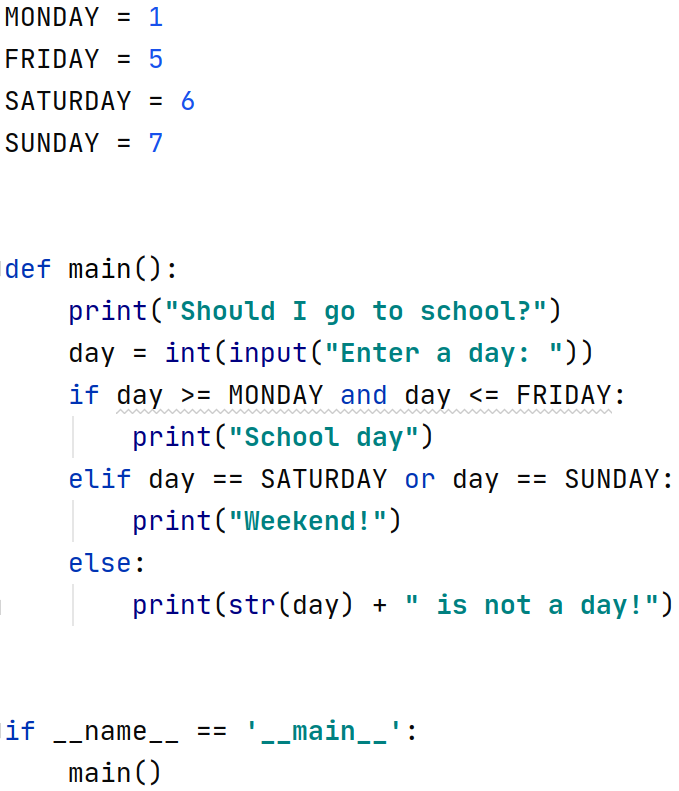 MONDAY = 1
FRIDAY = 5
SATURDAY = 6
SUNDAY = 7
def main():
    print("Should I go to school?")
    day = int(input("Enter a day: "))
    if day >= MONDAY and day <= FRIDAY:
        print("School day")
    elif day == SATURDAY or day == SUNDAY:
        print("Weekend!")
    else:
        print(str(day) + " is not a day!")
if __name__ == '__main__':
    main()